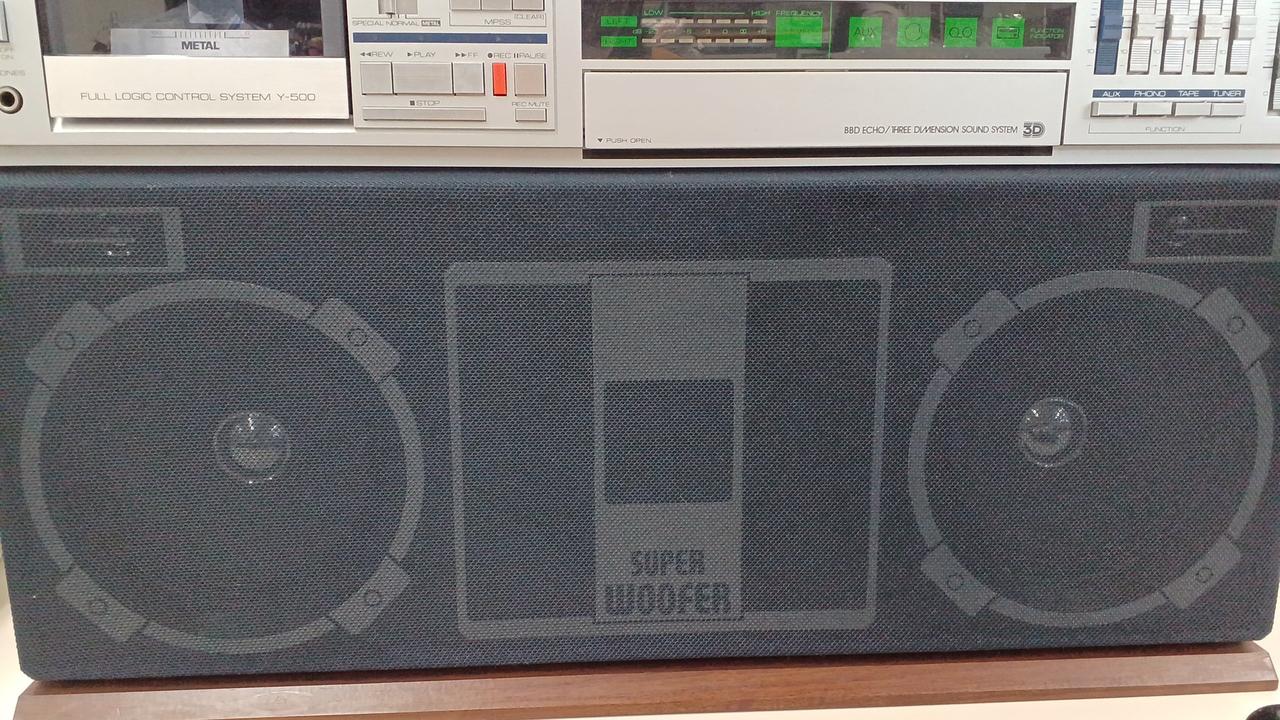 SPECIAL NORMAL METAL
MPSS
(CLEAR)
METAL
FULL LOGIC CONTROL SYSTEM Y-500
◀◀REW ▶PLAY ▶▶FF ●REC ❚❚PAUSE
■STOP
REC MUTE
LOW HIGH FREQUENCY
LEFT
RIGHT
AUX
FUNCTION
INDICATOR
BBD ECHO/THREE DIMENSION SOUND SYSTEM 3D
▼ PUSH OPEN
AUX PHONO TAPE TUNER
FUNCTION
SUPER
WOOFER